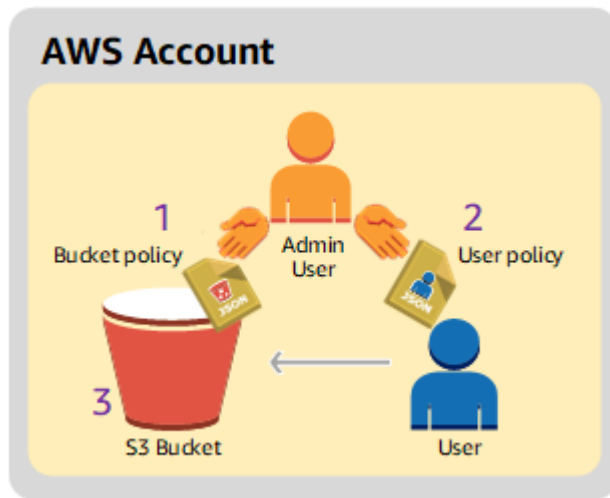 AWS Account
1
2
Admin
User
Bucket policy
User policy
JSON
JSON
3
S3 Bucket
User